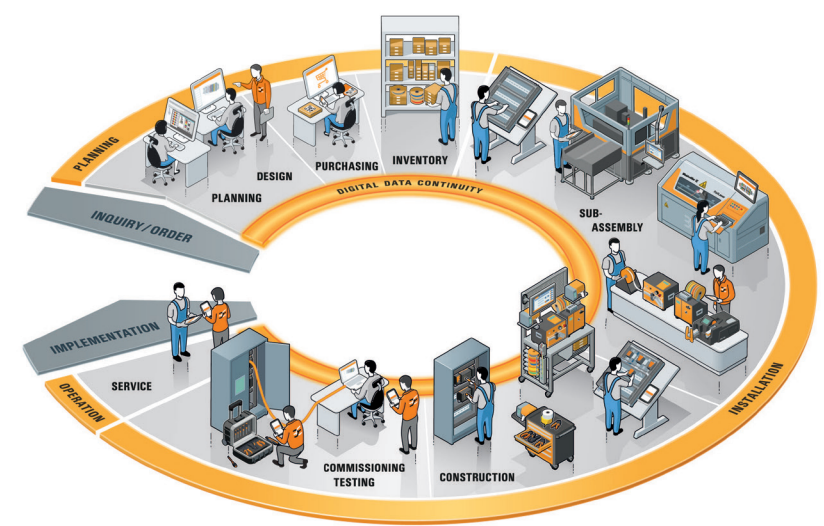 PLANNING
INQUIRY/ORDER
PLANNING
DESIGN
PURCHASING
INVENTORY
DIGITAL DATA CONTINUITY
SUB-
ASSEMBLY
INSTALLATION
CONSTRUCTION
COMMISSIONING
TESTING
SERVICE
OPERATION
IMPLEMENTATION